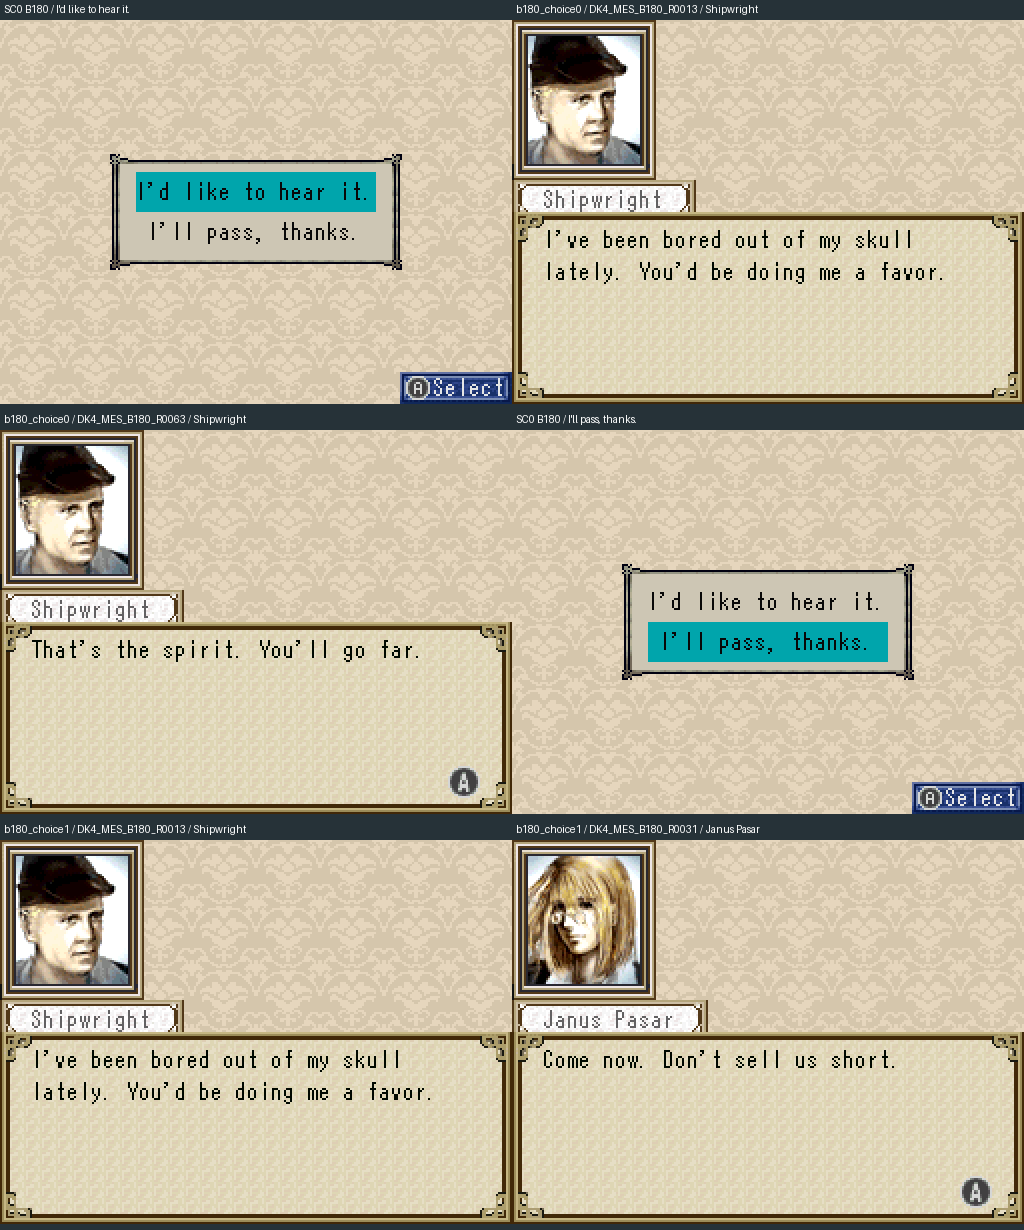 SC0 B180 / I'd like to hear it.
I'd like to hear it.
I'll pass, thanks.
A Select
b180_choice0 / DK4_MES_B180_R0013 / Shipwright
Shipwright
I've been bored out of my skull
lately. You'd be doing me a favor.
b180_choice0 / DK4_MES_B180_R0063 / Shipwright
Shipwright
That's the spirit. You'll go far.
A
SC0 B180 / I'll pass, thanks.
I'd like to hear it.
I'll pass, thanks.
A Select
b180_choice1 / DK4_MES_B180_R0013 / Shipwright
Shipwright
I've been bored out of my skull
lately. You'd be doing me a favor.
b180_choice1 / DK4_MES_B180_R0031 / Janus Pasar
Janus Pasar
Come now. Don't sell us short.
A